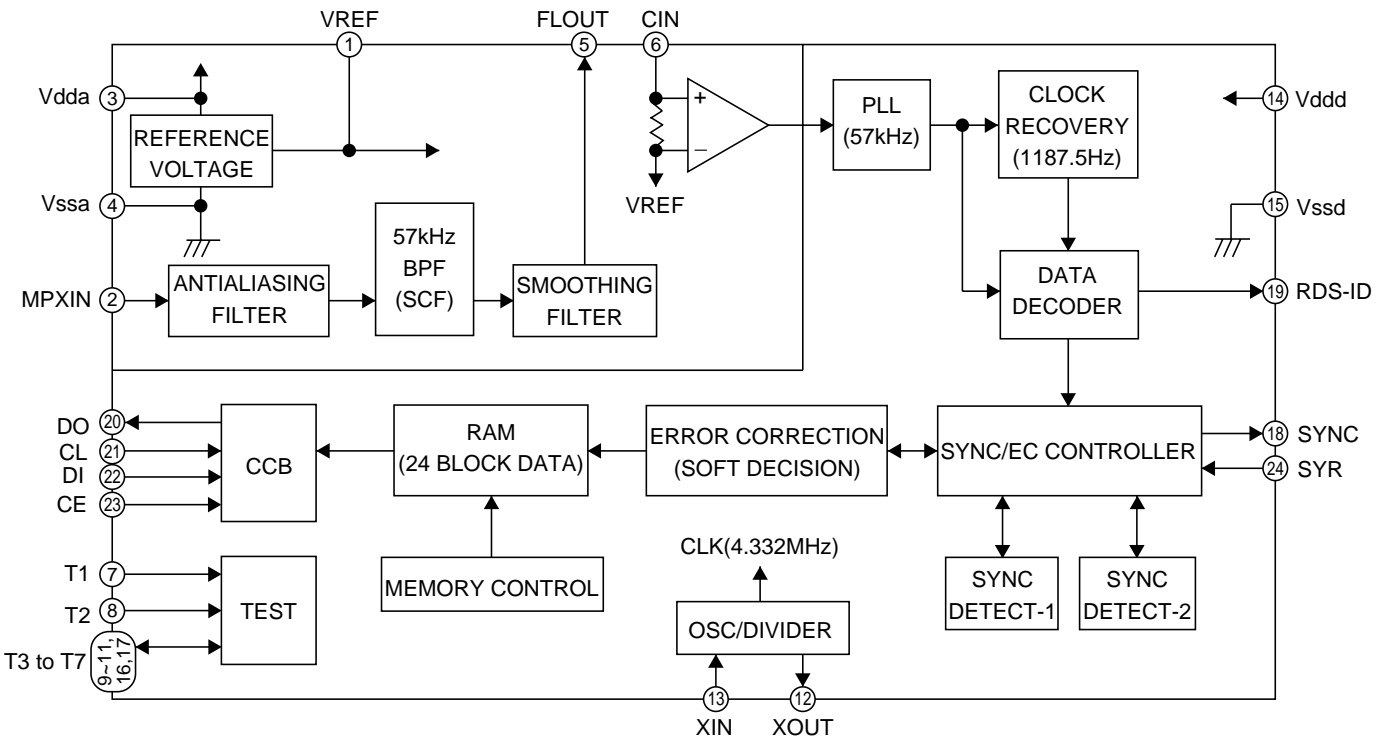 VREF
FLOUT
CIN
1
5
6
Vdda
3
REFERENCE
VOLTAGE
Vssa
4
+
−
VREF
PLL
(57kHz)
CLOCK
RECOVERY
(1187.5Hz)
14
Vddd
15
Vssd
MPXIN
2
ANTIALIASING
FILTER
57kHz
BPF
(SCF)
SMOOTHING
FILTER
DATA
DECODER
19
RDS-ID
DO
20
CL
21
DI
22
CE
23
CCB
RAM
(24 BLOCK DATA)
ERROR CORRECTION
(SOFT DECISION)
SYNC/EC CONTROLLER
18
SYNC
24
SYR
T1
7
T2
8
T3 to T7
9~11,
16,17
TEST
MEMORY CONTROL
CLK(4.332MHz)
OSC/DIVIDER
SYNC
DETECT-1
SYNC
DETECT-2
13
12
XIN
XOUT